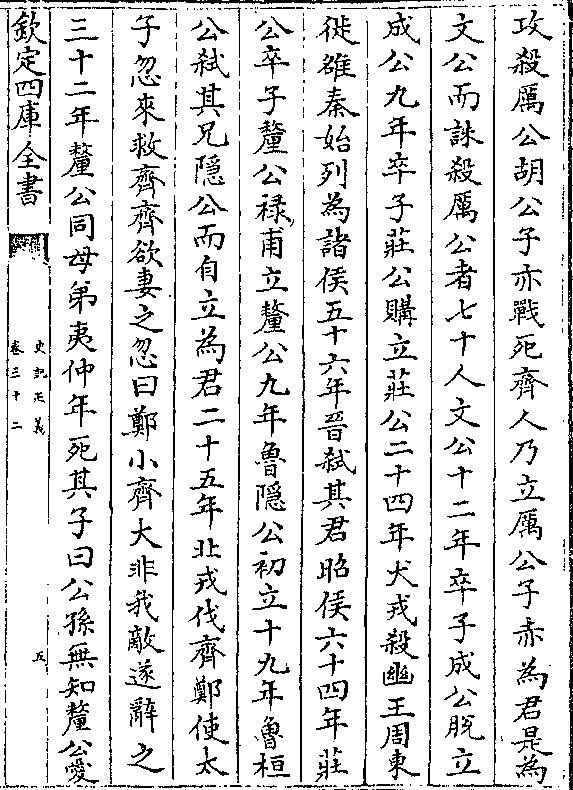 攻殺厲公胡公子亦戰死齊人乃立厲公子赤為君是為
文公而誅殺厲公者七十人文公十二年卒子成公脫立
成公九年卒子莊公購立莊公二十四年犬戎殺幽王周東
徙雒秦始列為諸侯五十六年晉弑其君昭侯六十四年莊
公卒子釐公祿甫立釐公九年魯隱公初立十九年魯桓
公弑其兄隱公而自立為君二十五年北戎伐齊鄭使太
子忽來救齊齊欲妻之忽曰鄭小齊大非我敵遂辭之
三十二年釐公同母弟夷仲年死其子曰公孫無知釐公愛
欽定四庫全書
史記正義
卷三十二
五